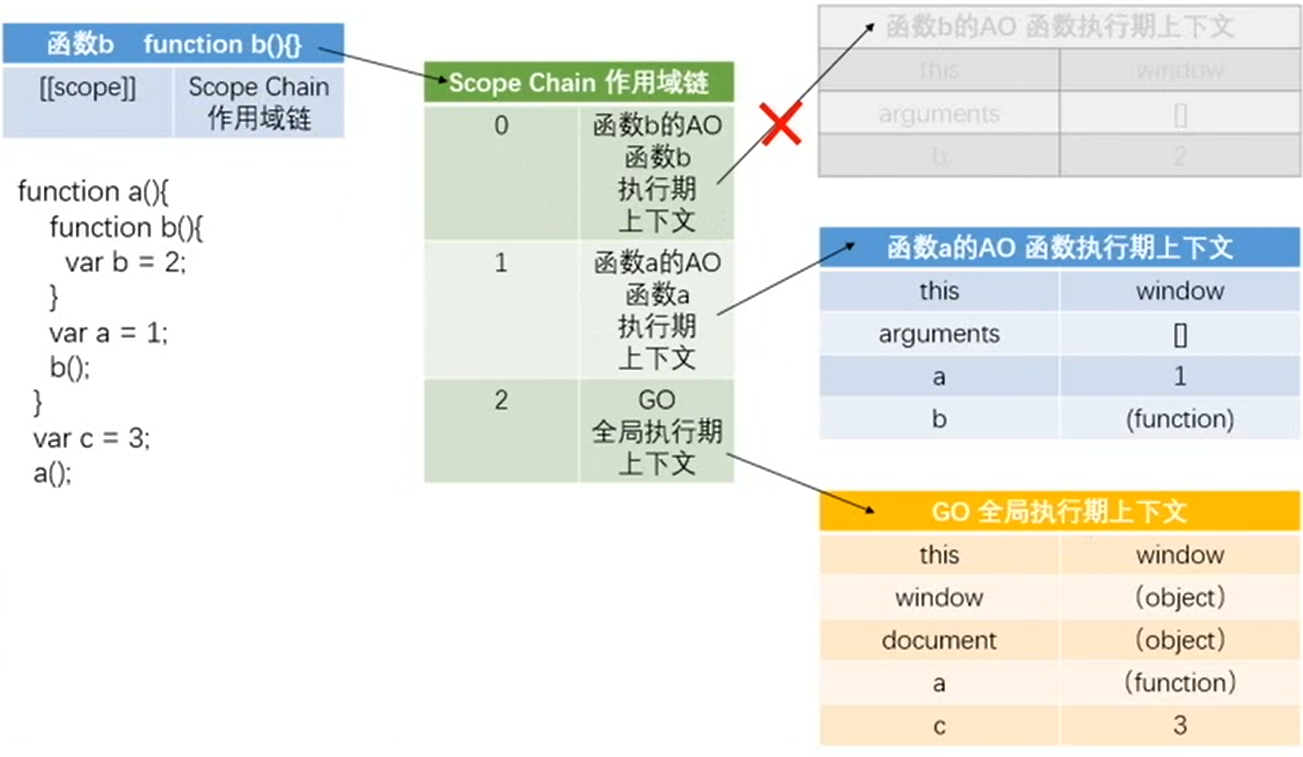 函数b function b(){}
[[scope]]
Scope Chain
作用域链
function a(){
function b(){
var b = 2;
}
var a = 1;
b();
}
var c = 3;
a();
Scope Chain 作用域链
0
函数b的AO
函数b
执行期
上下文
1
函数a的AO
函数a
执行期
上下文
2
GO
全局执行期
上下文
函数b的AO 函数执行期上下文
this window
arguments []
b 2
函数a的AO 函数执行期上下文
this window
arguments []
a 1
b (function)
GO 全局执行期上下文
this window
window （object）
document （object）
a （function）
c 3